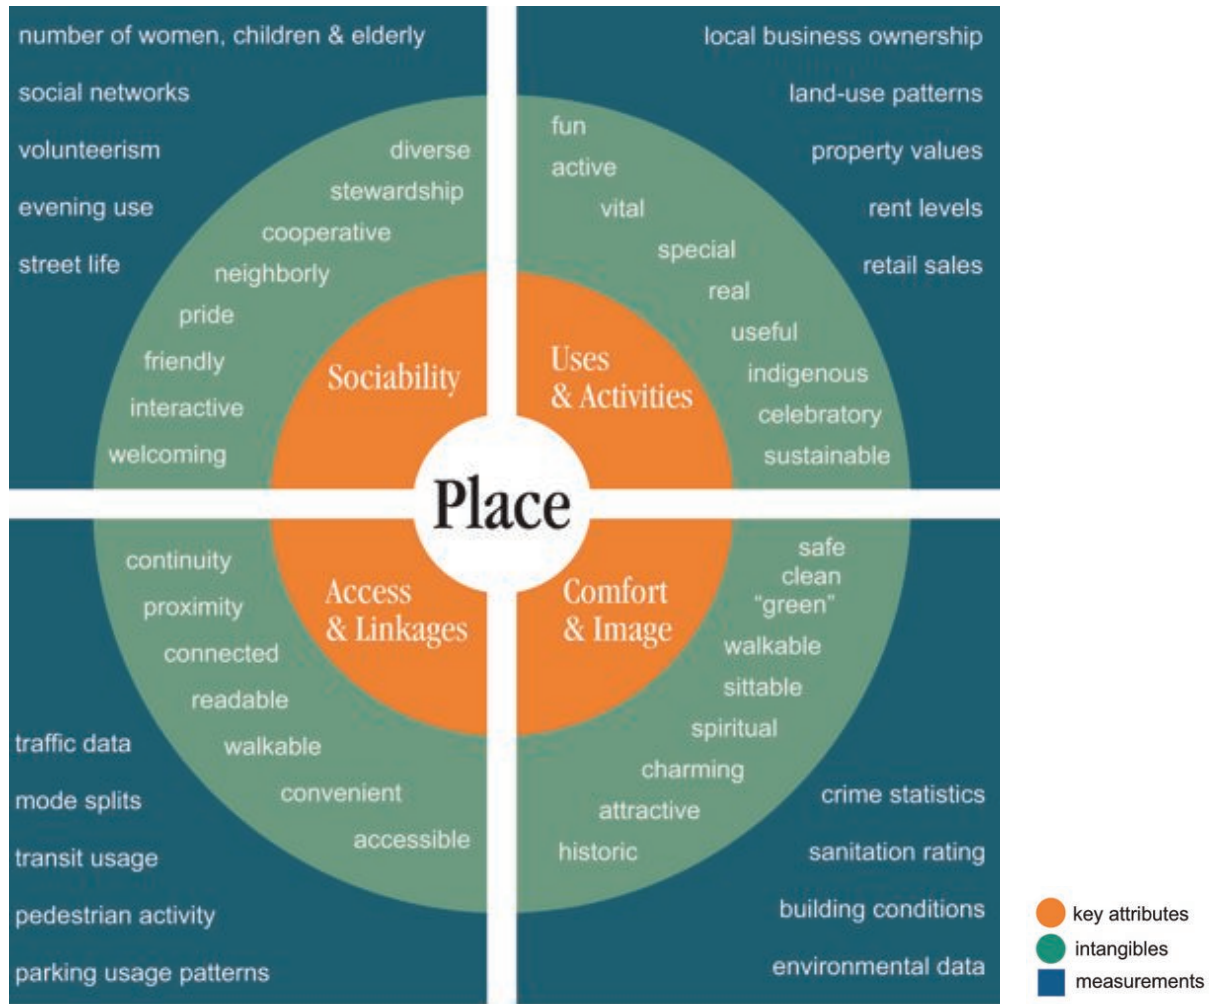 number of women, children & elderly
social networks
volunteerism
evening use
street life
diverse
stewardship
cooperative
neighborly
pride
friendly
interactive
welcoming
Sociability
local business ownership
land-use patterns
property values
rent levels
retail sales
fun
active
vital
special
real
useful
indigenous
celebratory
sustainable
Uses
& Activities
Place
continuity
proximity
connected
readable
walkable
convenient
accessible
Access
& Linkages
traffic data
mode splits
transit usage
pedestrian activity
parking usage patterns
Comfort
& Image
safe
clean
“green”
walkable
sittable
spiritual
charming
attractive
historic
crime statistics
sanitation rating
building conditions
environmental data
key attributes
intangibles
measurements